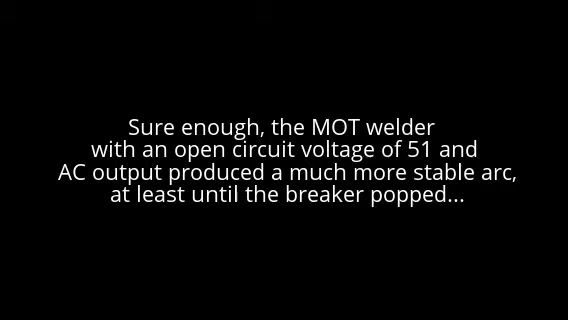 Sure enough, the MOT welder
with an open circuit voltage of 51 and
AC output produced a much more stable arc,
at least until the breaker popped...